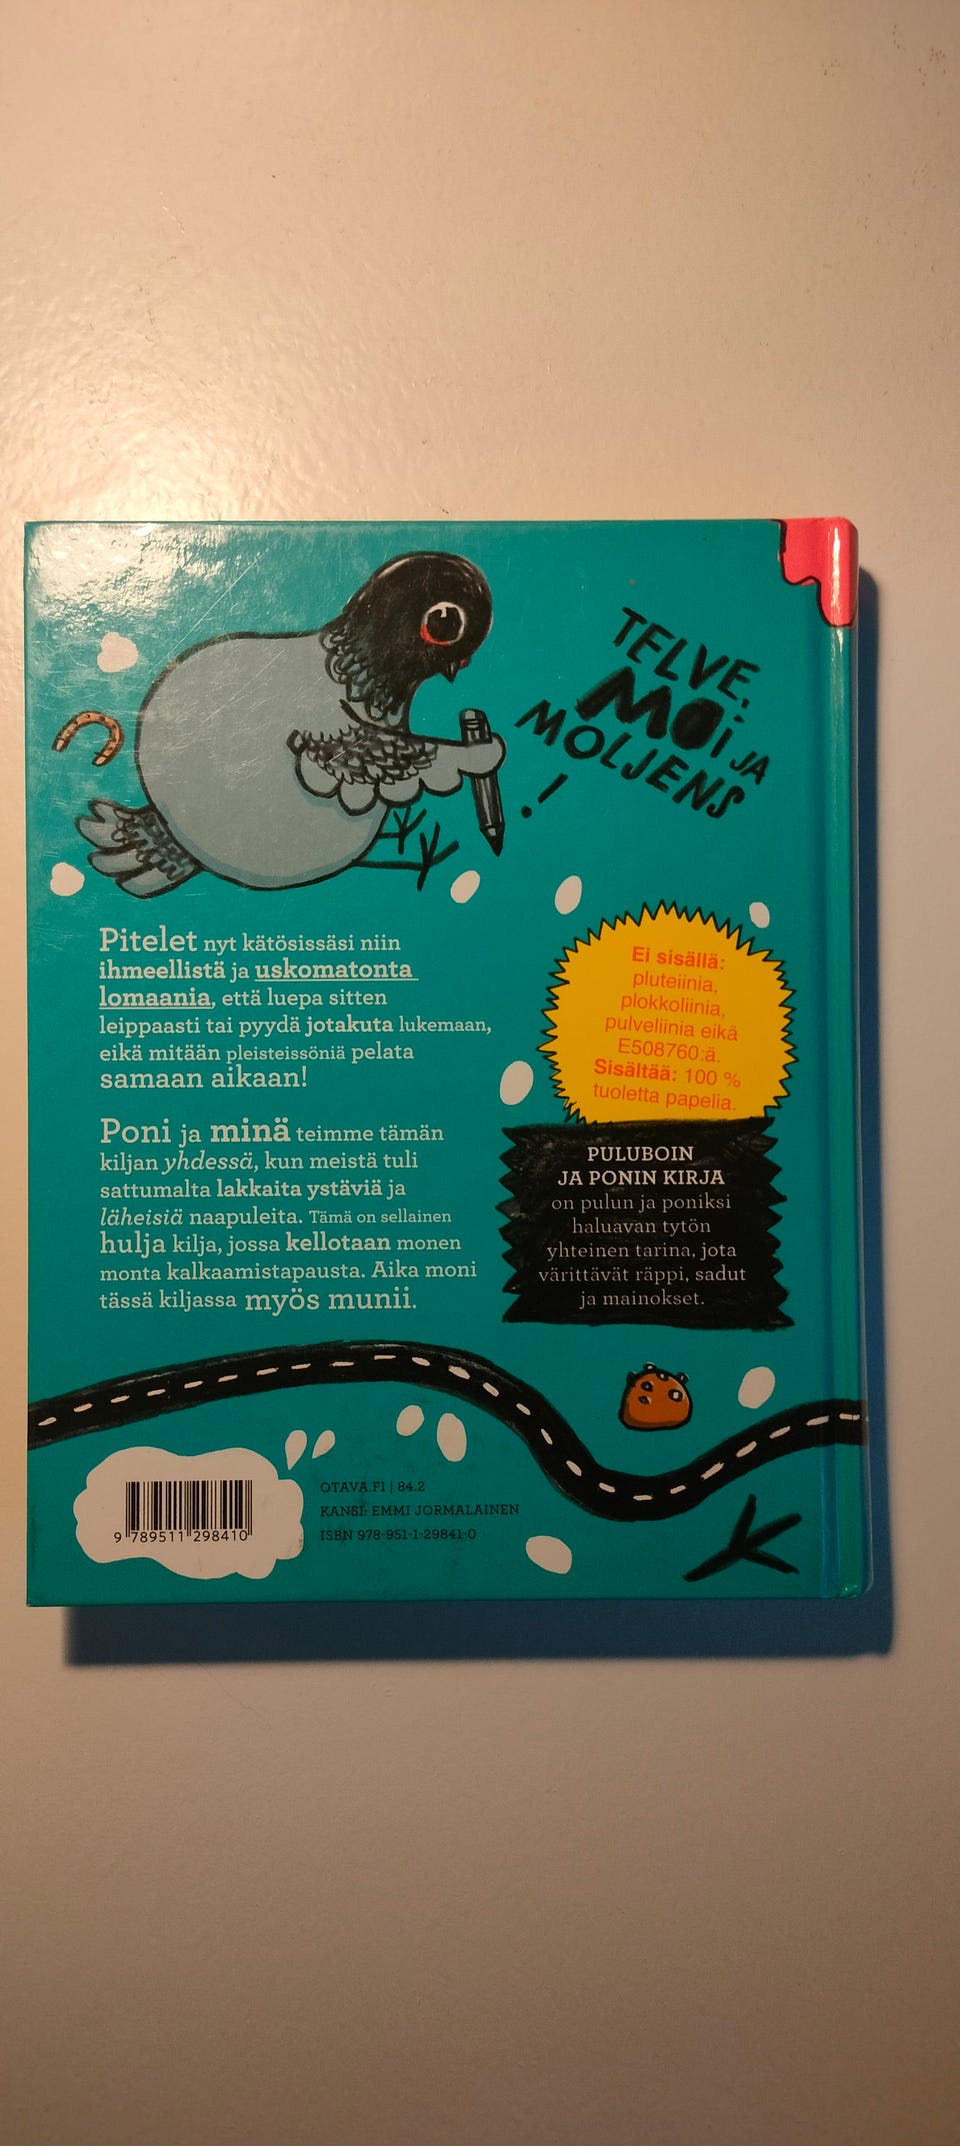 TELVE,
MOi JA
MOLJENS
!
Pitelet nyt kätösissäsi niin
ihmeellistä ja uskomatonta
lomaania, että luepa sitten
leippaasti tai pyydä jotakuta lukemaan,
eikä mitään pleisteissöniä pelata
samaan aikaan!
Poni ja minä teimme tämän
kiljan yhdessä, kun meistä tuli
sattumalta lakkaita ystäviä ja
läheisiä naapuleita. Tämä on sellainen
hulja kilja, jossa kellotaan monen
monta kalkaamistapausta. Aika moni
tässä kiljassa myös munii.
Ei sisällä:
pluteiinia,
plokkoliinia,
pulveliinia eikä
E508760:ä.
Sisältää: 100 %
tuoletta papelia.
PULUBOIN
JA PONIN KIRJA
on pulun ja poniksi
haluavan tytön
yhteinen tarina, jota
värittävät räppi, sadut
ja mainokset.
9 789511 298410
OTAVA.FI | 84.2
KANSI: EMMI JORMALAINEN
ISBN 978-951-1-29841-0